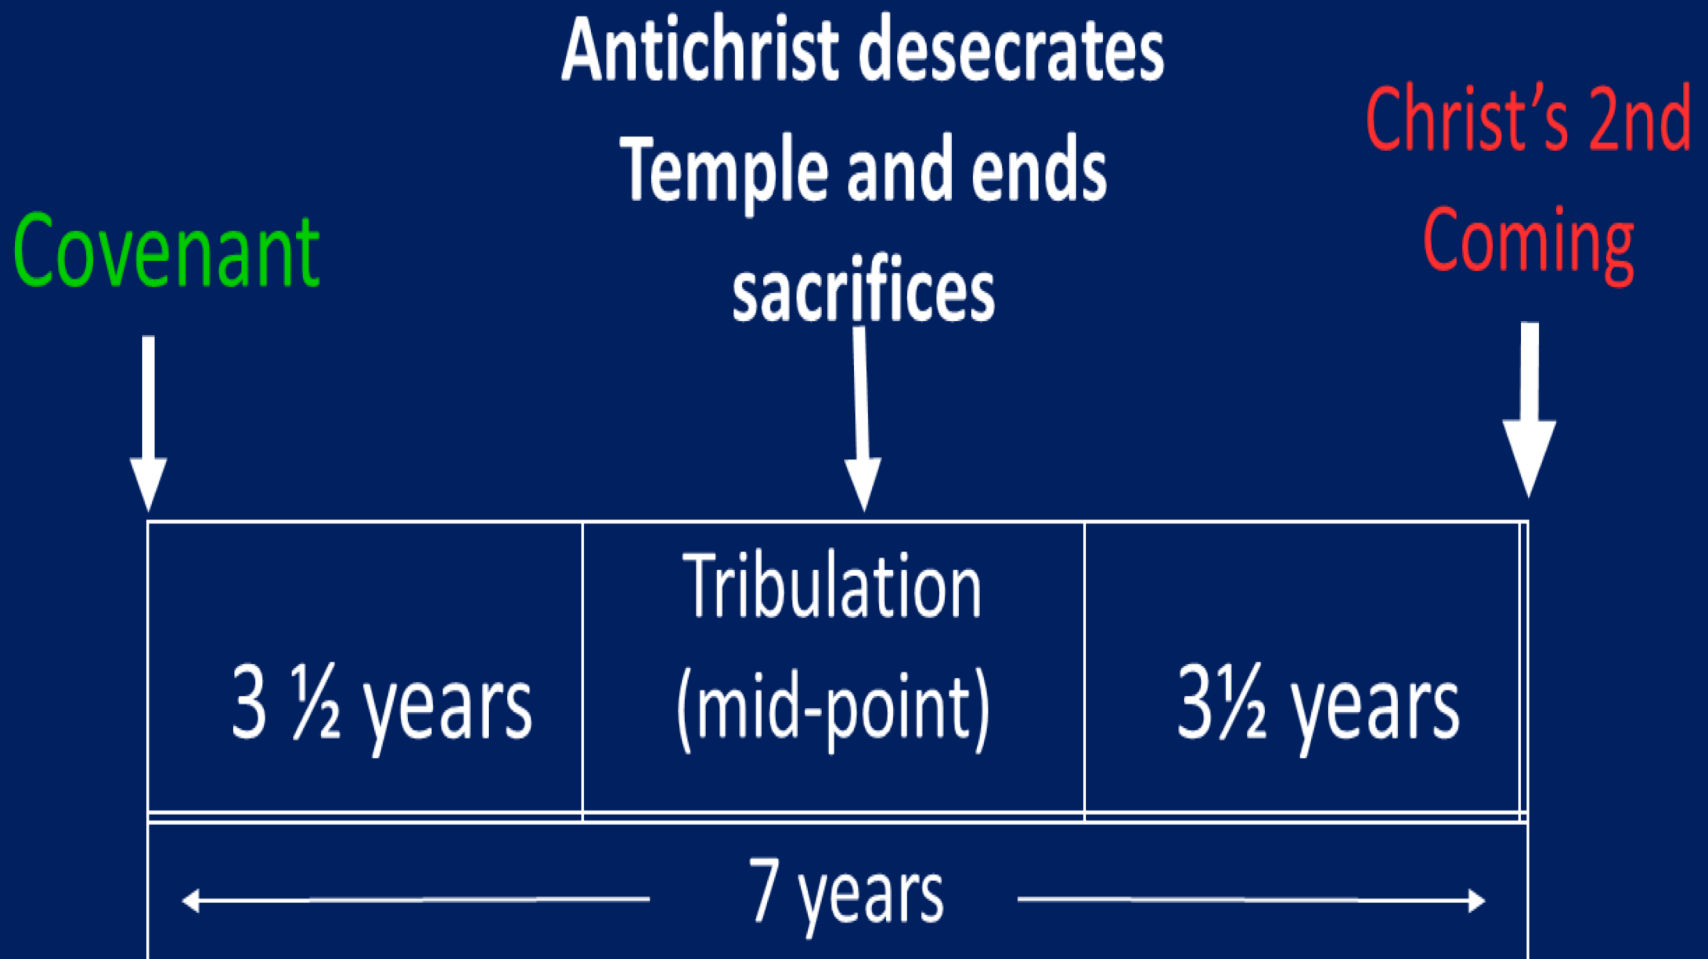 Antichrist desecrates
Temple and ends
sacrifices
Christ’s 2nd
Coming
Covenant
3 ½ years
Tribulation
(mid-point)
3½ years
7 years